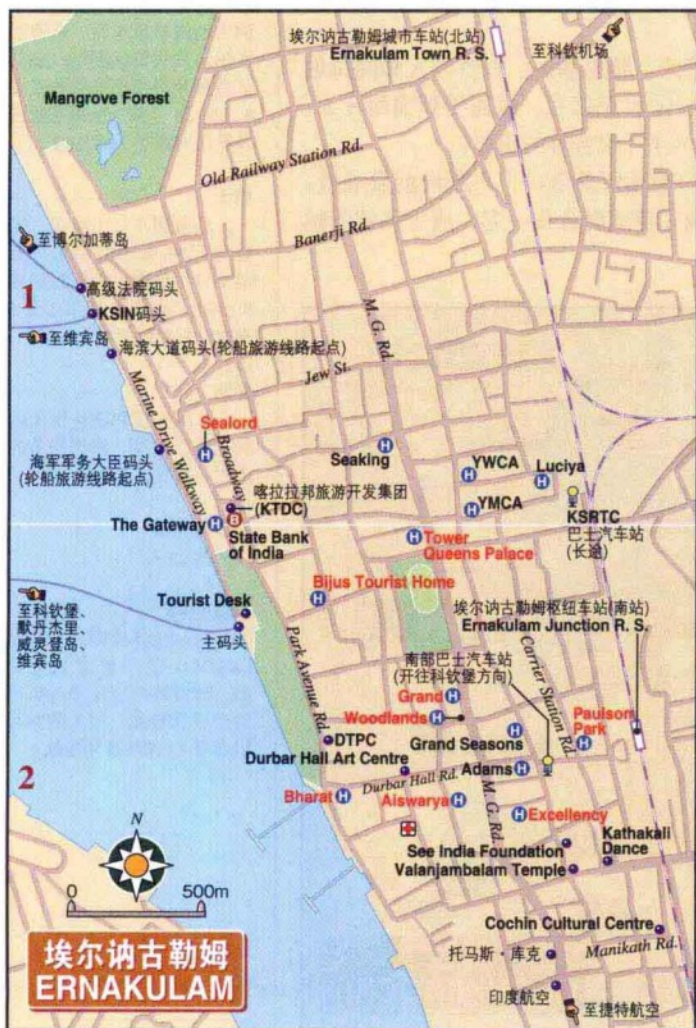 埃尔讷古勒姆城市车站(北站)
Ernakulam Town R. S.
至科钦机场
Mangrove Forest
Old Railway Station Rd.
Banerji Rd.
至博尔加蒂岛
1
高级法院码头
KSIN码头
M. G. Rd.
至维宾岛
海滨大道码头(轮船旅游线路起点)
Jew St.
Marine Drive Walkway
Sealord
Broadway
Seaking
YWCA
Luciya
海军军务大臣码头
(轮船旅游线路起点)
喀拉拉邦旅游开发集团
(KTDC)
YMCA
KSRTC
巴士汽车站
(长途)
The Gateway
B
State Bank
of India
Tower
Queens Palace
Bijus Tourist Home
至科钦堡、
默丹杰里、
威灵登岛、
维宾岛
Tourist Desk
主码头
埃尔讷古勒姆枢纽车站(南站)
Ernakulam Junction R. S.
Park Avenue Rd.
南部巴士汽车站
(开往科钦堡方向)
Carrier Station Rd.
Grand
Woodlands
Paulson
Park
Grand Seasons
DTPC
Durbar Hall Art Centre
2
Durbar Hall Rd.
Adams
M. G. Rd.
Bharat
Aiswarya
Excellency
N
Kathakali
Dance
See India Foundation
Valanjambalam Temple
0 500m
Cochin Cultural Centre
Manikath Rd.
托马斯·库克
埃尔讷古勒姆
ERNAKULAM
印度航空
至捷特航空